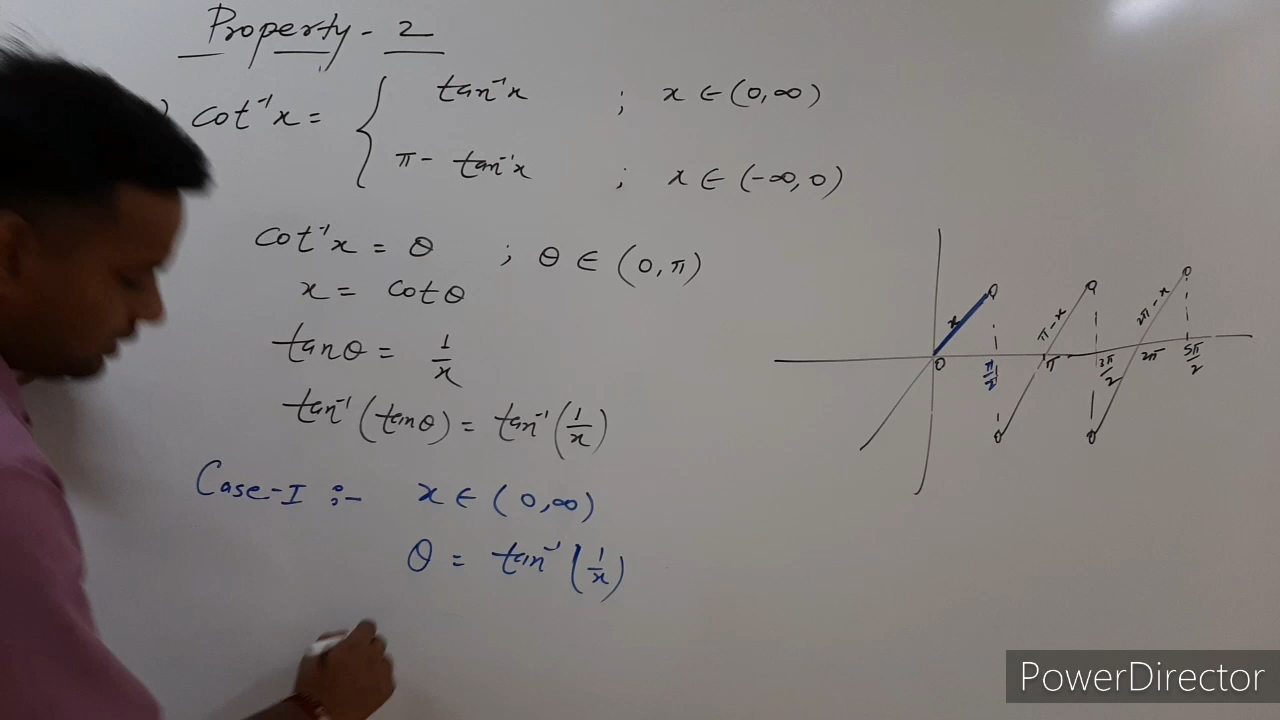 Property - 2
) cot⁻¹x = { tan⁻¹x ; x ∈ (0, ∞)
π - tan⁻¹x ; x ∈ (-∞, 0)
cot⁻¹x = θ ; θ ∈ (0, π)
x = cotθ
tanθ = 1/x
tan⁻¹(tanθ) = tan⁻¹(1/x)
Case-I :- x ∈ (0, ∞)
θ = tan⁻¹(1/x)
x π-x 2π-x
0 π/2 π 3π/2 2π 5π/2
PowerDirector